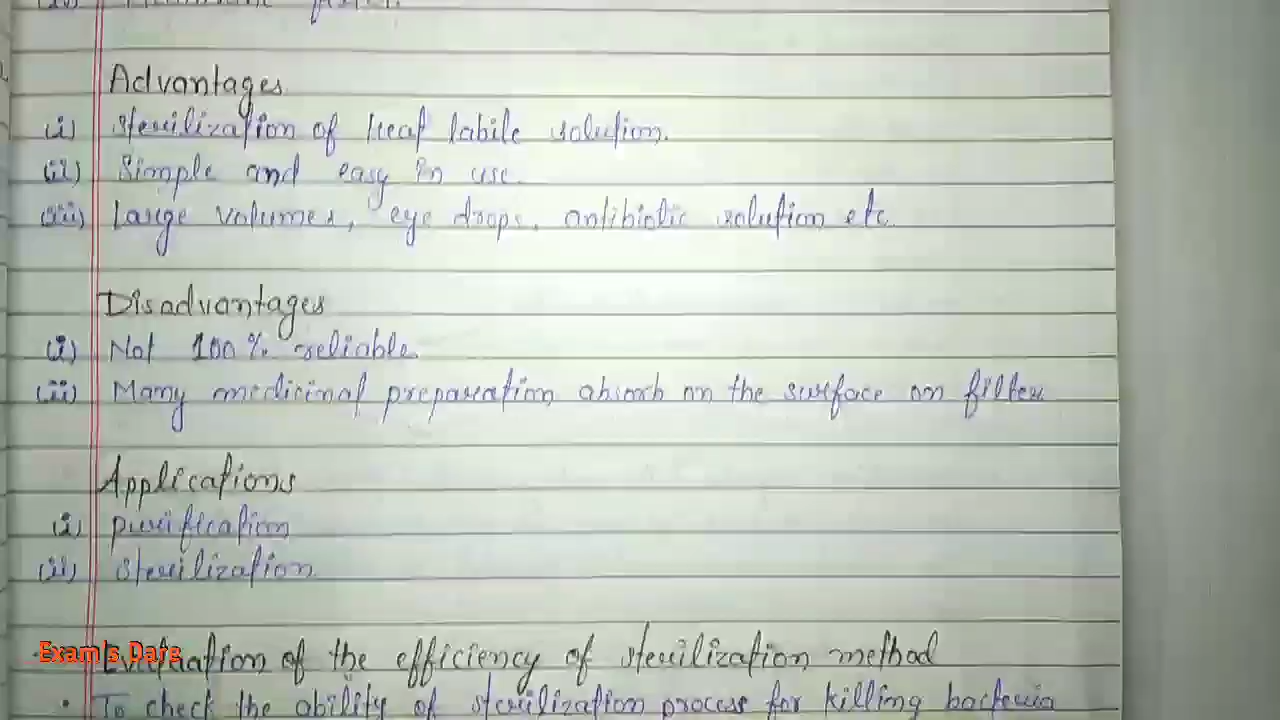 Advantages
(i) Sterilization of heat labile solution.
(ii) Simple and easy in use.
(iii) Large volumes, eye drops, antibiotic solution etc.
Disadvantages
(i) Not 100% reliable.
(ii) Many medicinal preparation absorb on the surface on filter
Applications
(i) purification
(ii) sterilization.
Exam's Dare
Evaluation of the efficiency of sterilization method
• To check the ability of sterilization process for killing bacteria